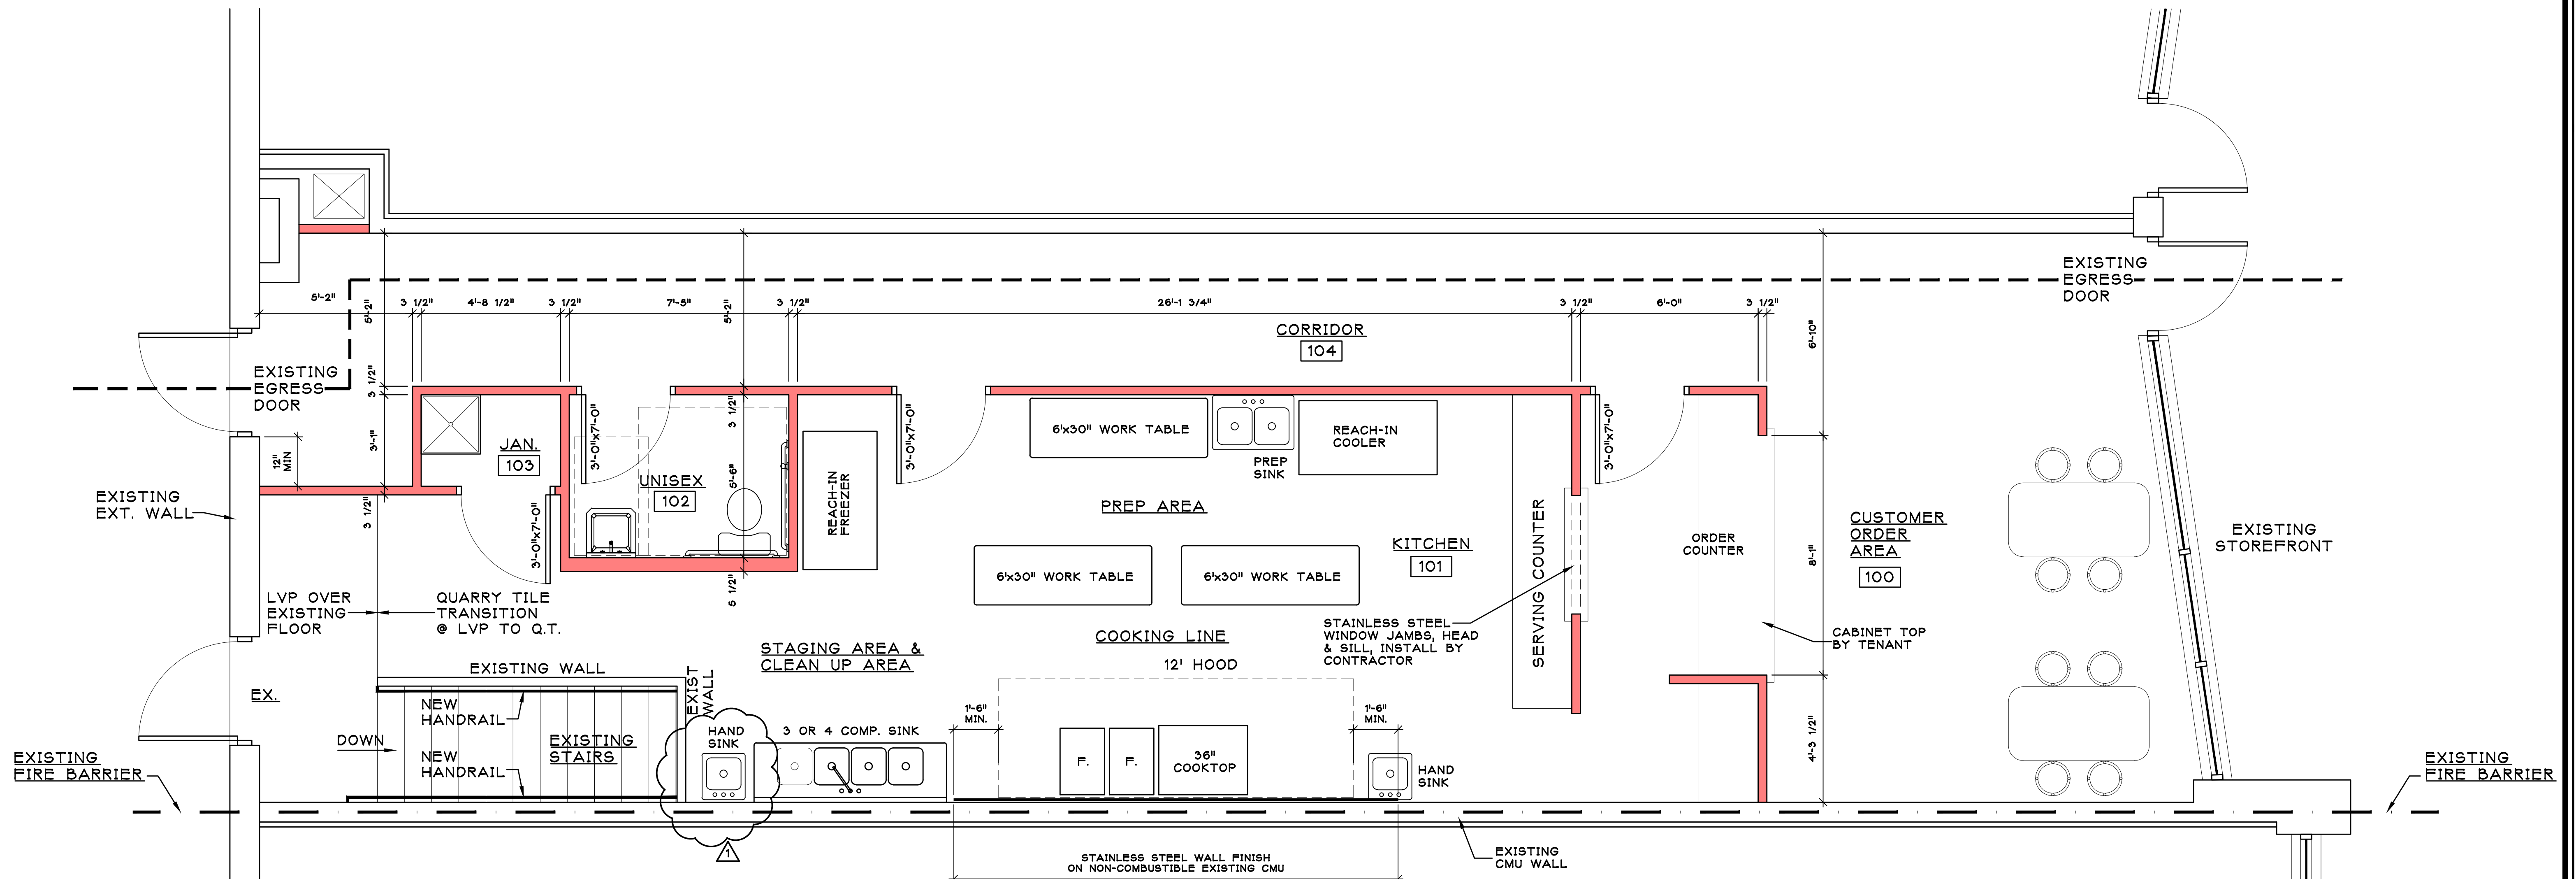 EXISTING
EGRESS
DOOR
5'-2"
3 1/2"
4'-8 1/2"
3 1/2"
7'-5"
3 1/2"
26'-1 3/4"
3 1/2"
6'-0"
3 1/2"
5'-2"
5'-2"
6'-10"
CORRIDOR
104
EXISTING
EGRESS
DOOR
3 1/2"
3'-1"
3 1/2"
12"
MIN
JAN.
103
3'-0"x7'-0"
3'-0"x7'-0"
UNISEX
102
3 1/2"
5'-6"
5 1/2"
REACH-IN
FREEZER
3'-0"x7'-0"
6'x30" WORK TABLE
PREP
SINK
REACH-IN
COOLER
3'-0"x7'-0"
EXISTING
EXT. WALL
PREP AREA
KITCHEN
101
SERVING COUNTER
ORDER
COUNTER
8'-1"
CUSTOMER
ORDER
AREA
100
EXISTING
STOREFRONT
6'x30" WORK TABLE
6'x30" WORK TABLE
LVP OVER
EXISTING
FLOOR
QUARRY TILE
TRANSITION
@ LVP TO Q.T.
STAGING AREA &
CLEAN UP AREA
COOKING LINE
12' HOOD
STAINLESS STEEL
WINDOW JAMBS, HEAD
& SILL, INSTALL BY
CONTRACTOR
CABINET TOP
BY TENANT
EXISTING WALL
EXIST
WALL
EX.
NEW
HANDRAIL
DOWN
NEW
HANDRAIL
EXISTING
STAIRS
HAND
SINK
3 OR 4 COMP. SINK
1'-6"
MIN.
1'-6"
MIN.
F.
F.
36"
COOKTOP
HAND
SINK
4'-3 1/2"
EXISTING
FIRE BARRIER
EXISTING
FIRE BARRIER
1
STAINLESS STEEL WALL FINISH
ON NON-COMBUSTIBLE EXISTING CMU
EXISTING
CMU WALL